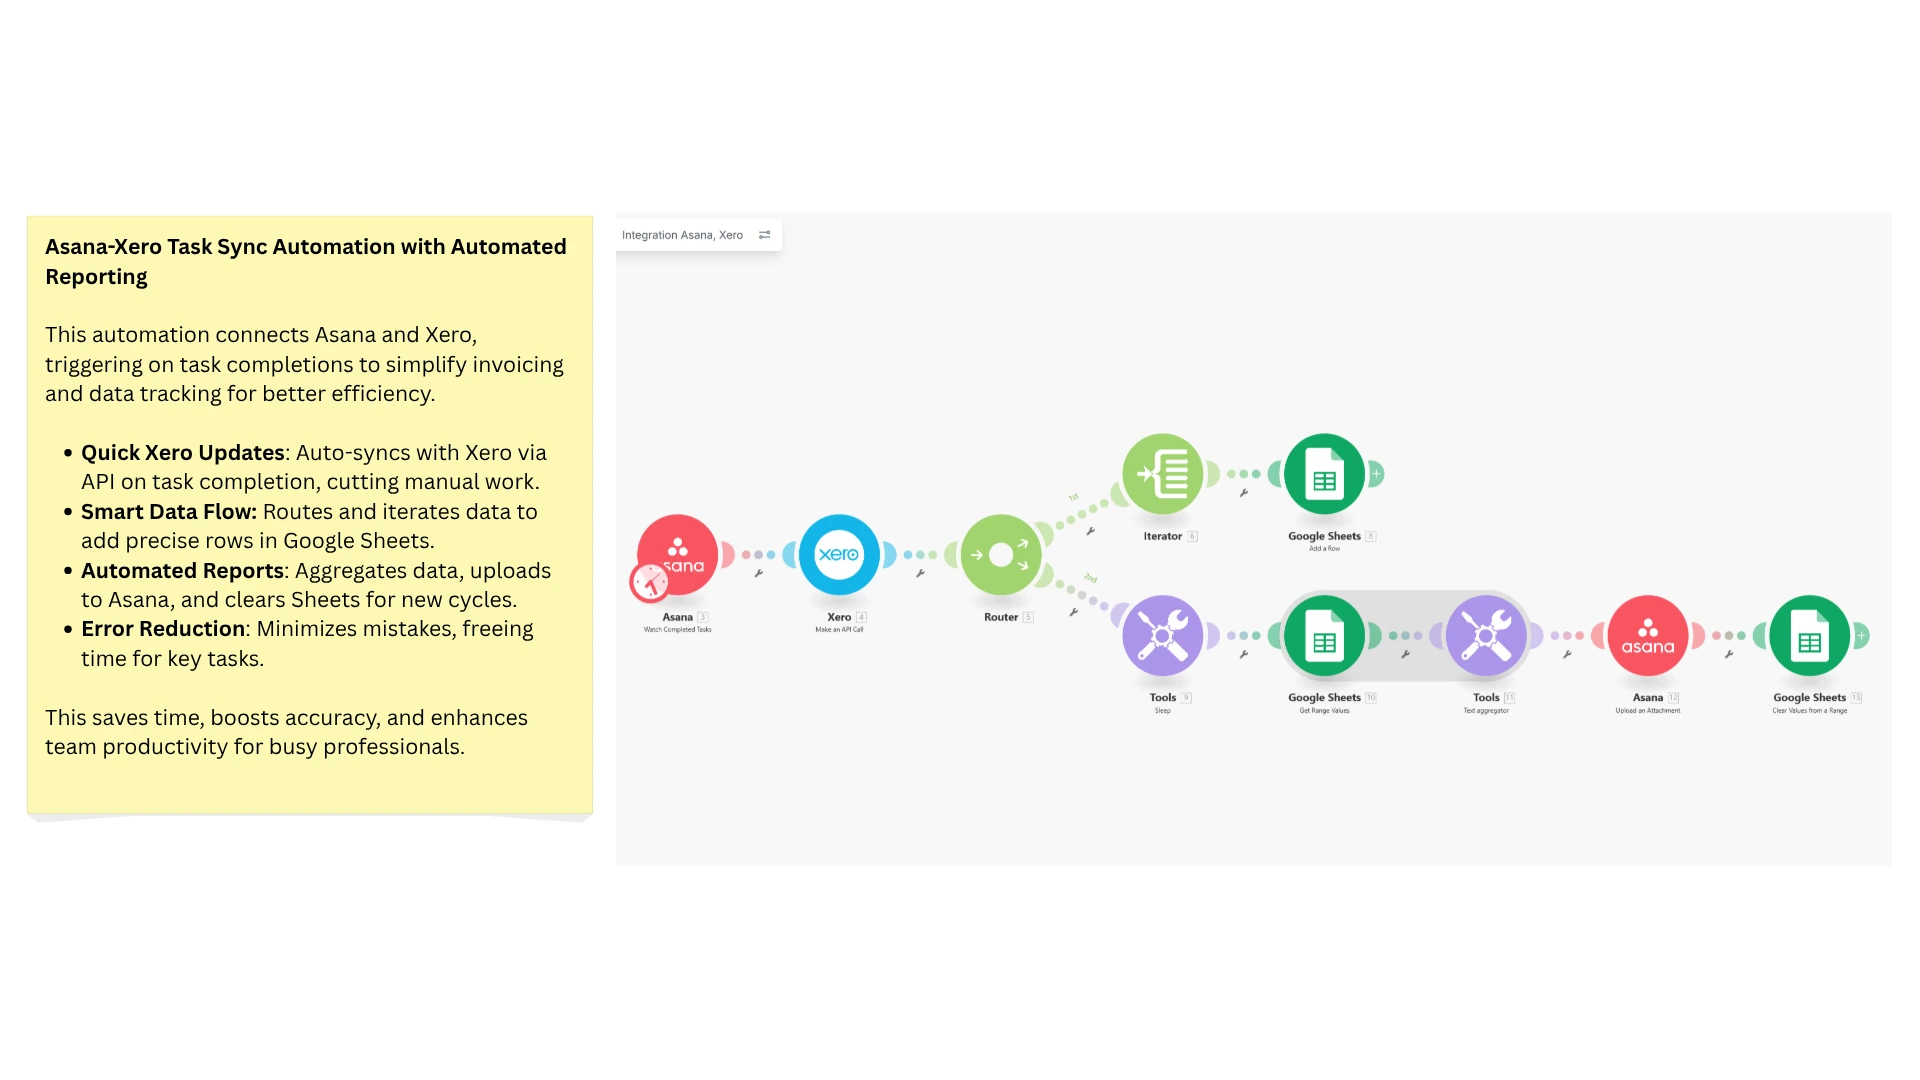 Asana-Xero Task Sync Automation with Automated
Reporting
This automation connects Asana and Xero,
triggering on task completions to simplify invoicing
and data tracking for better efficiency.
• Quick Xero Updates: Auto-syncs with Xero via
API on task completion, cutting manual work.
• Smart Data Flow: Routes and iterates data to
add precise rows in Google Sheets.
• Automated Reports: Aggregates data, uploads
to Asana, and clears Sheets for new cycles.
• Error Reduction: Minimizes mistakes, freeing
time for key tasks.
This saves time, boosts accuracy, and enhances
team productivity for busy professionals.
Integration Asana, Xero
sana
Asana 3
Watch Completed Tasks
xero
Xero 4
Make an API Call
Router 5
1st
2nd
Iterator 6
Google Sheets 8
Add a Row
Tools 9
Sleep
Google Sheets 10
Get Range Values
Tools 11
Text aggregator
asana
Asana 12
Upload an Attachment
Google Sheets 13
Clear Values from a Range